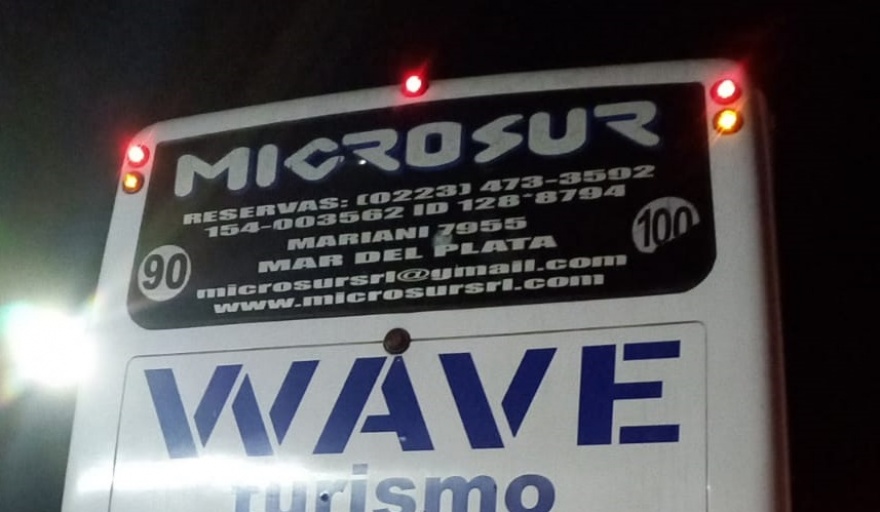 MICROSUR
RESERVAS: (0223) 473-3592
154-003562 ID 128*8794
MARIANI 7955
MAR DEL PLATA
microsursrl@gmail.com
www.microsursrl.com
90
100
WAVE
turismo